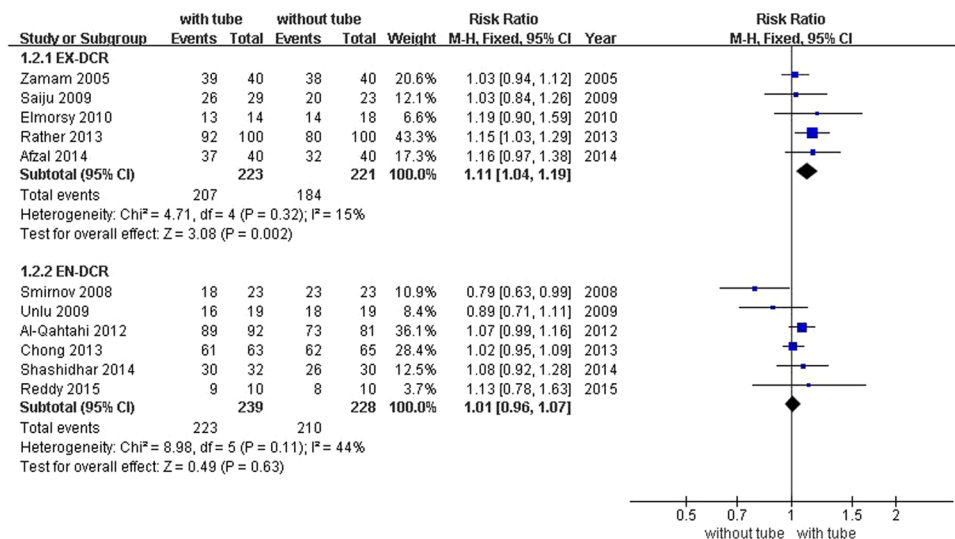 with tube without tube Risk Ratio Risk Ratio
Study or Subgroup Events Total Events Total Weight M-H, Fixed, 95% CI Year M-H, Fixed, 95% CI
1.2.1 EX-DCR
Zamam 2005 39 40 38 40 20.6% 1.03 [0.94, 1.12] 2005
Saiju 2009 26 29 20 23 12.1% 1.03 [0.84, 1.26] 2009
Elmorsy 2010 13 14 14 18 6.6% 1.19 [0.90, 1.59] 2010
Rather 2013 92 100 80 100 43.3% 1.15 [1.03, 1.29] 2013
Afzal 2014 37 40 32 40 17.3% 1.16 [0.97, 1.38] 2014
Subtotal (95% CI) 223 221 100.0% 1.11 [1.04, 1.19]
Total events 207 184
Heterogeneity: Chi² = 4.71, df = 4 (P = 0.32); I² = 15%
Test for overall effect: Z = 3.08 (P = 0.002)
1.2.2 EN-DCR
Smirnov 2008 18 23 23 23 10.9% 0.79 [0.63, 0.99] 2008
Unlu 2009 16 19 18 19 8.4% 0.89 [0.71, 1.11] 2009
Al-Qahtahi 2012 89 92 73 81 36.1% 1.07 [0.99, 1.16] 2012
Chong 2013 61 63 62 65 28.4% 1.02 [0.95, 1.09] 2013
Shashidhar 2014 30 32 26 30 12.5% 1.08 [0.92, 1.28] 2014
Reddy 2015 9 10 8 10 3.7% 1.13 [0.78, 1.63] 2015
Subtotal (95% CI) 239 228 100.0% 1.01 [0.96, 1.07]
Total events 223 210
Heterogeneity: Chi² = 8.98, df = 5 (P = 0.11); I² = 44%
Test for overall effect: Z = 0.49 (P = 0.63)
0.5 0.7 1 1.5 2
without tube with tube